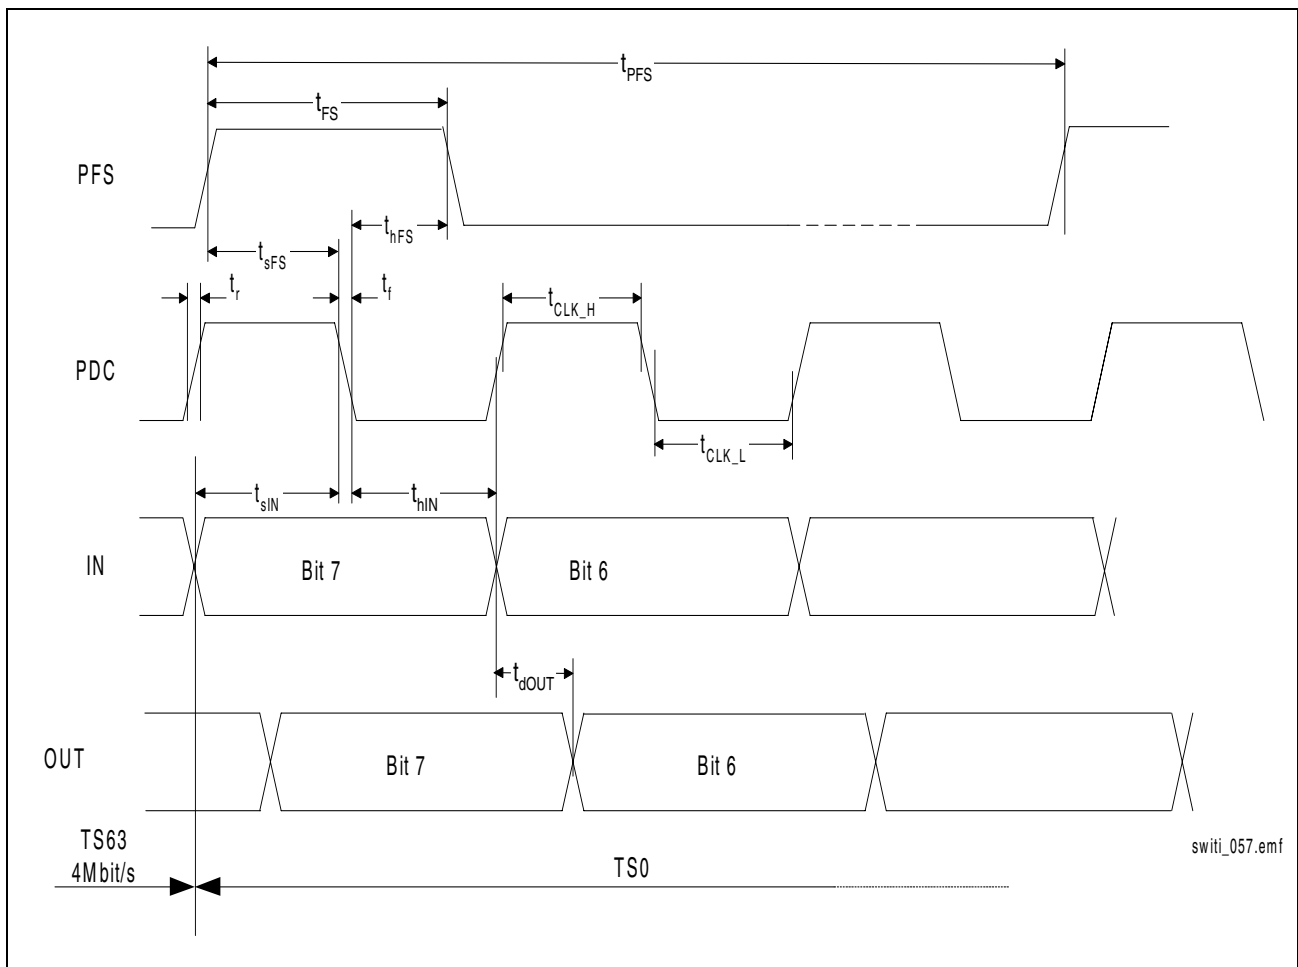 tPFS
tFS
PFS
thFS
tsFS
tr
tf
tCLK_H
PDC
tCLK_L
tsIN
thIN
IN
Bit 7
Bit 6
tdOUT
OUT
Bit 7
Bit 6
TS63
4Mbit/s
TS0
switi_057.emf